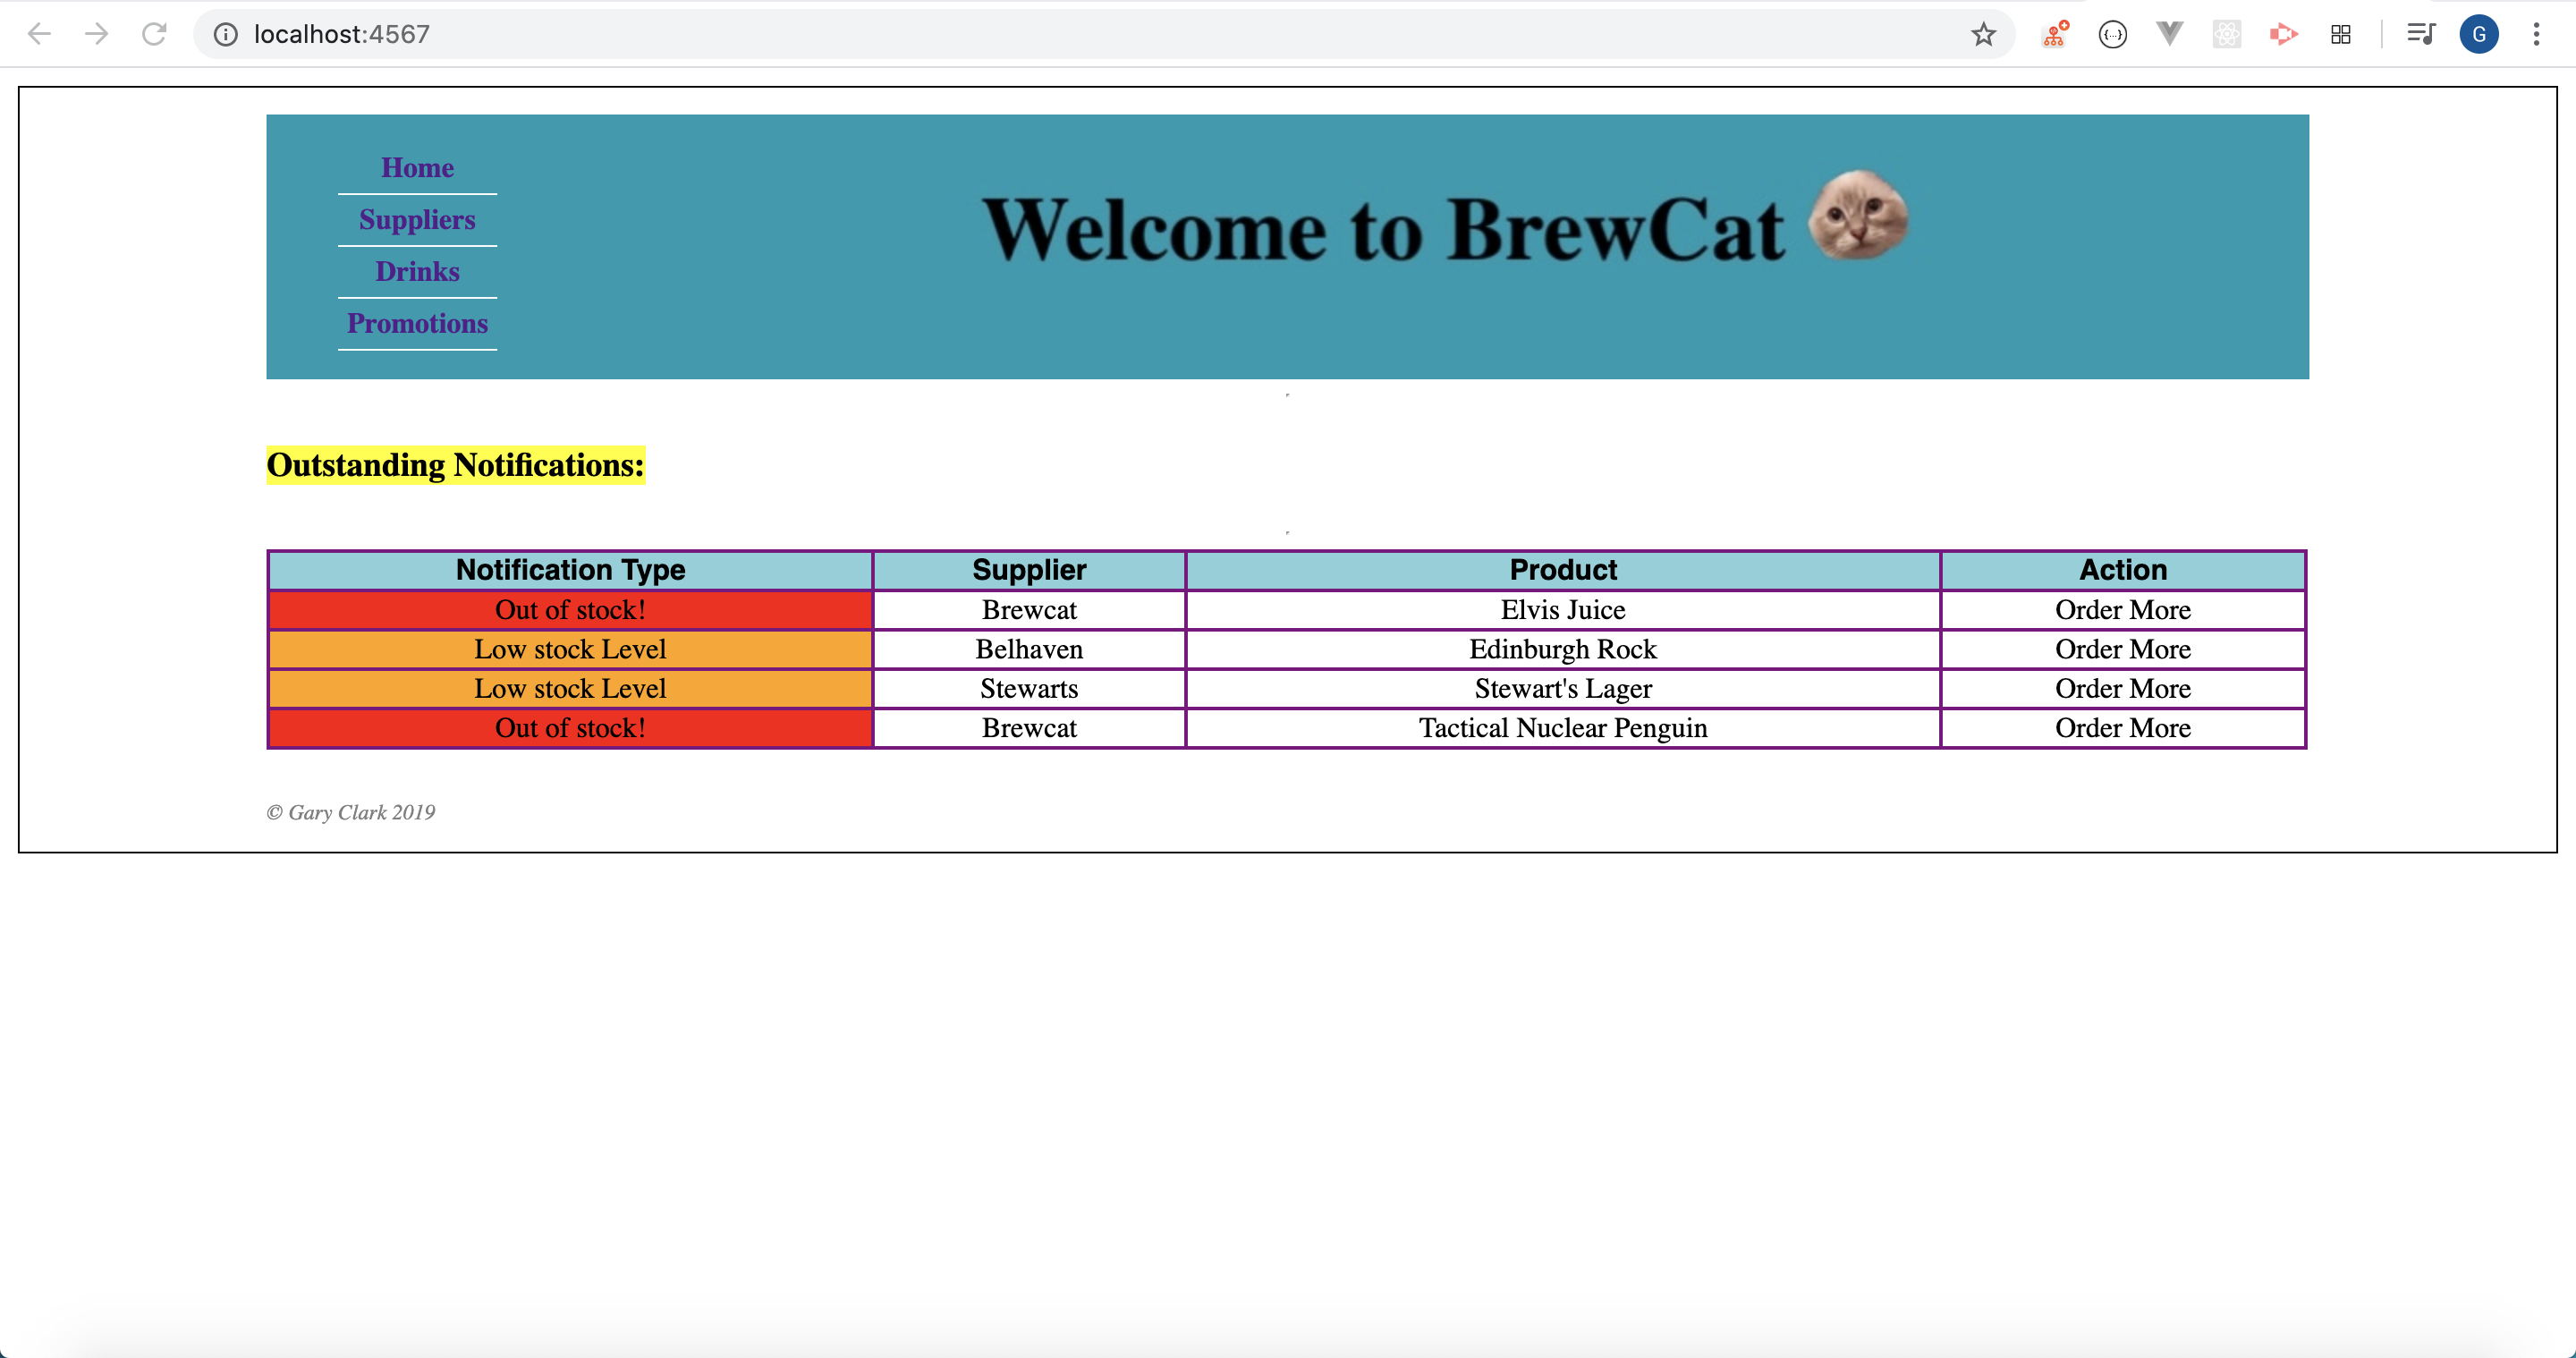 localhost:4567
G
Home
Suppliers
Drinks
Promotions
Welcome to BrewCat
Outstanding Notifications:
Notification Type Supplier Product Action
Out of stock! Brewcat Elvis Juice Order More
Low stock Level Belhaven Edinburgh Rock Order More
Low stock Level Stewarts Stewart's Lager Order More
Out of stock! Brewcat Tactical Nuclear Penguin Order More
© Gary Clark 2019